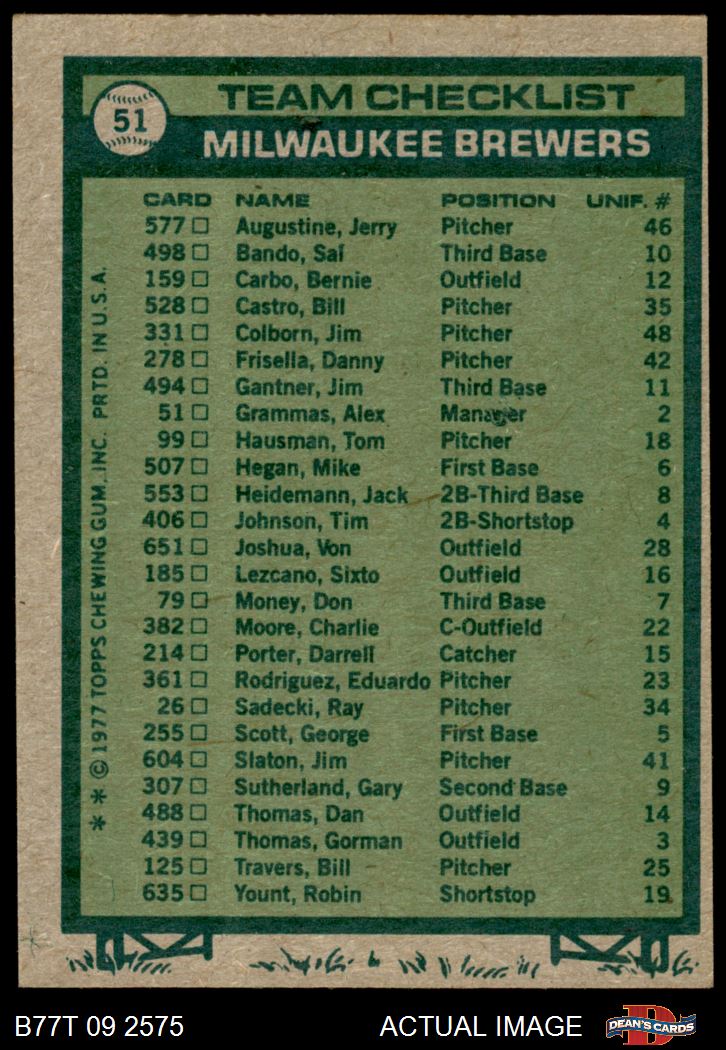 51
TEAM CHECKLIST
MILWAUKEE BREWERS
CARD NAME POSITION UNIF. #
577 Augustine, Jerry Pitcher 46
498 Bando, Sal Third Base 10
159 Carbo, Bernie Outfield 12
528 Castro, Bill Pitcher 35
331 Colborn, Jim Pitcher 48
278 Frisella, Danny Pitcher 42
494 Gantner, Jim Third Base 11
51 Grammas, Alex Manager 2
99 Hausman, Tom Pitcher 18
507 Hegan, Mike First Base 6
553 Heidemann, Jack 2B-Third Base 8
406 Johnson, Tim 2B-Shortstop 4
651 Joshua, Von Outfield 28
185 Lezcano, Sixto Outfield 16
79 Money, Don Third Base 7
382 Moore, Charlie C-Outfield 22
214 Porter, Darrell Catcher 15
361 Rodriguez, Eduardo Pitcher 23
26 Sadecki, Ray Pitcher 34
255 Scott, George First Base 5
604 Slaton, Jim Pitcher 41
307 Sutherland, Gary Second Base 9
488 Thomas, Dan Outfield 14
439 Thomas, Gorman Outfield 3
125 Travers, Bill Pitcher 25
635 Yount, Robin Shortstop 19
* * © 1977 TOPPS CHEWING GUM, INC. PRTD. IN U.S.A.
B77T 09 2575 ACTUAL IMAGE
D
DEAN'S CARDS